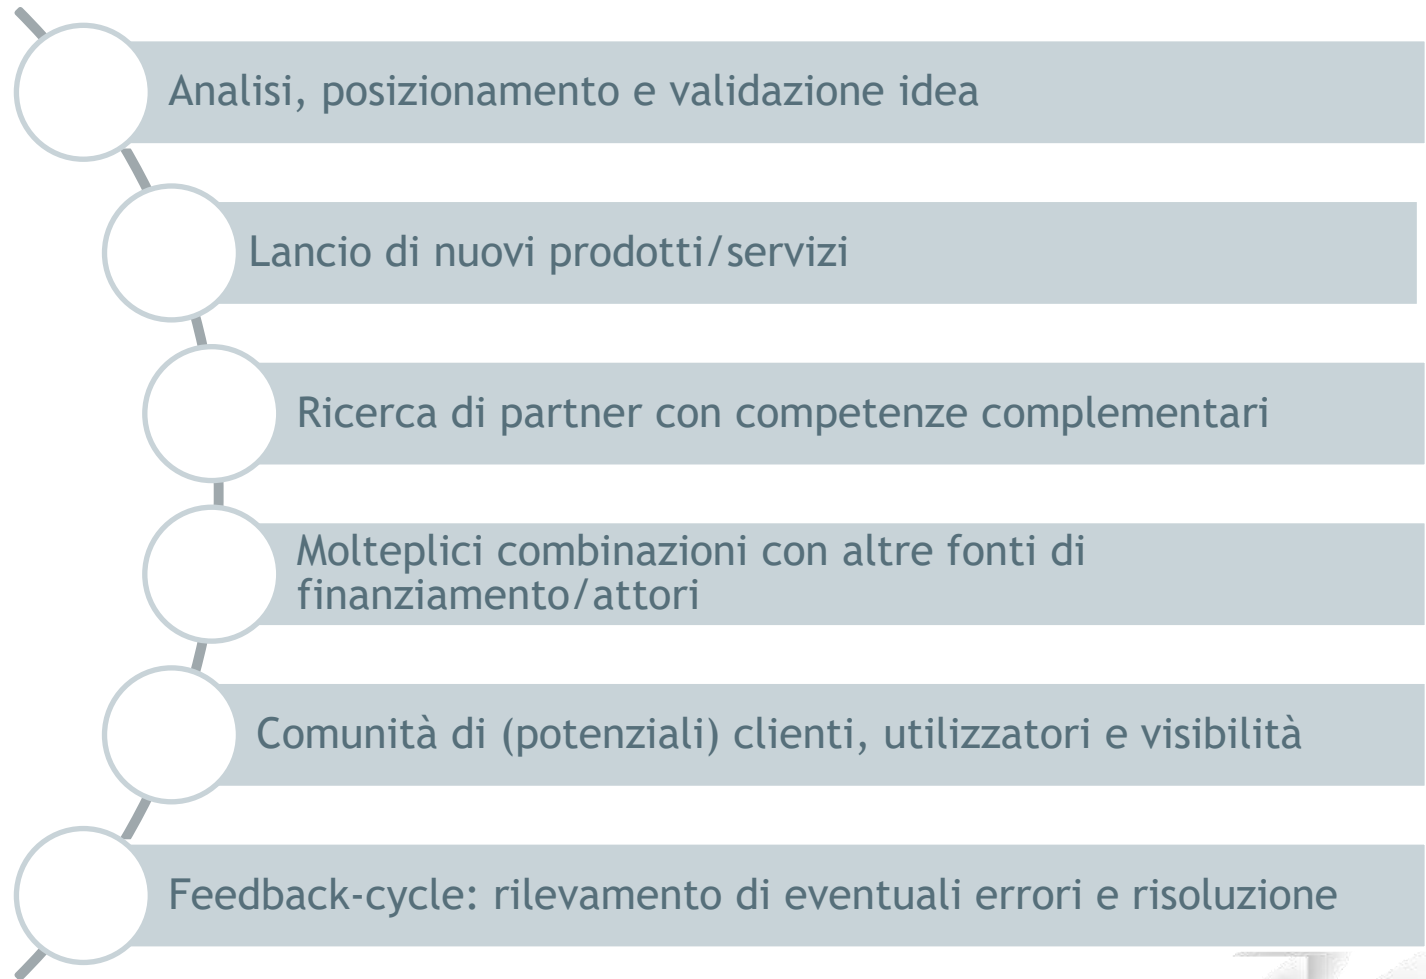 Analisi, posizionamento e validazione idea
Lancio di nuovi prodotti/servizi
Ricerca di partner con competenze complementari
Molteplici combinazioni con altre fonti di
finanziamento/attori
Comunità di (potenziali) clienti, utilizzatori e visibilità
Feedback-cycle: rilevamento di eventuali errori e risoluzione